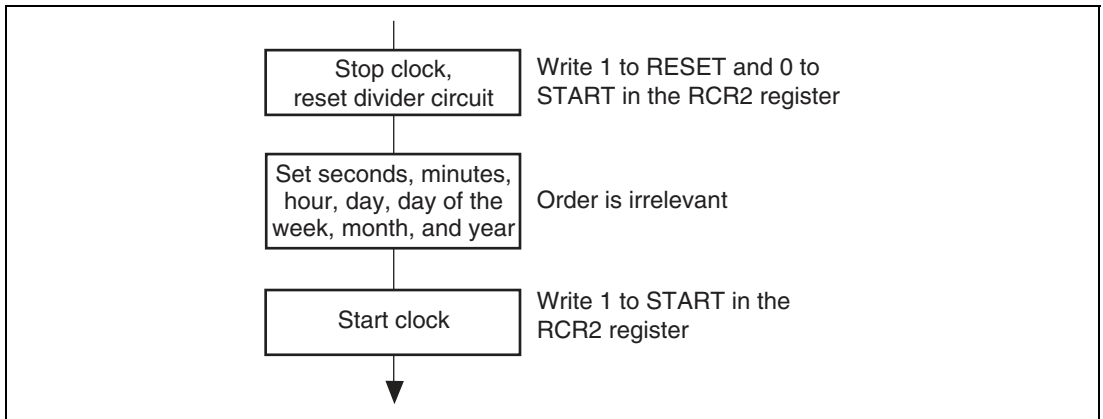 Stop clock,
reset divider circuit
Write 1 to RESET and 0 to
START in the RCR2 register
Set seconds, minutes,
hour, day, day of the
week, month, and year
Order is irrelevant
Start clock
Write 1 to START in the
RCR2 register